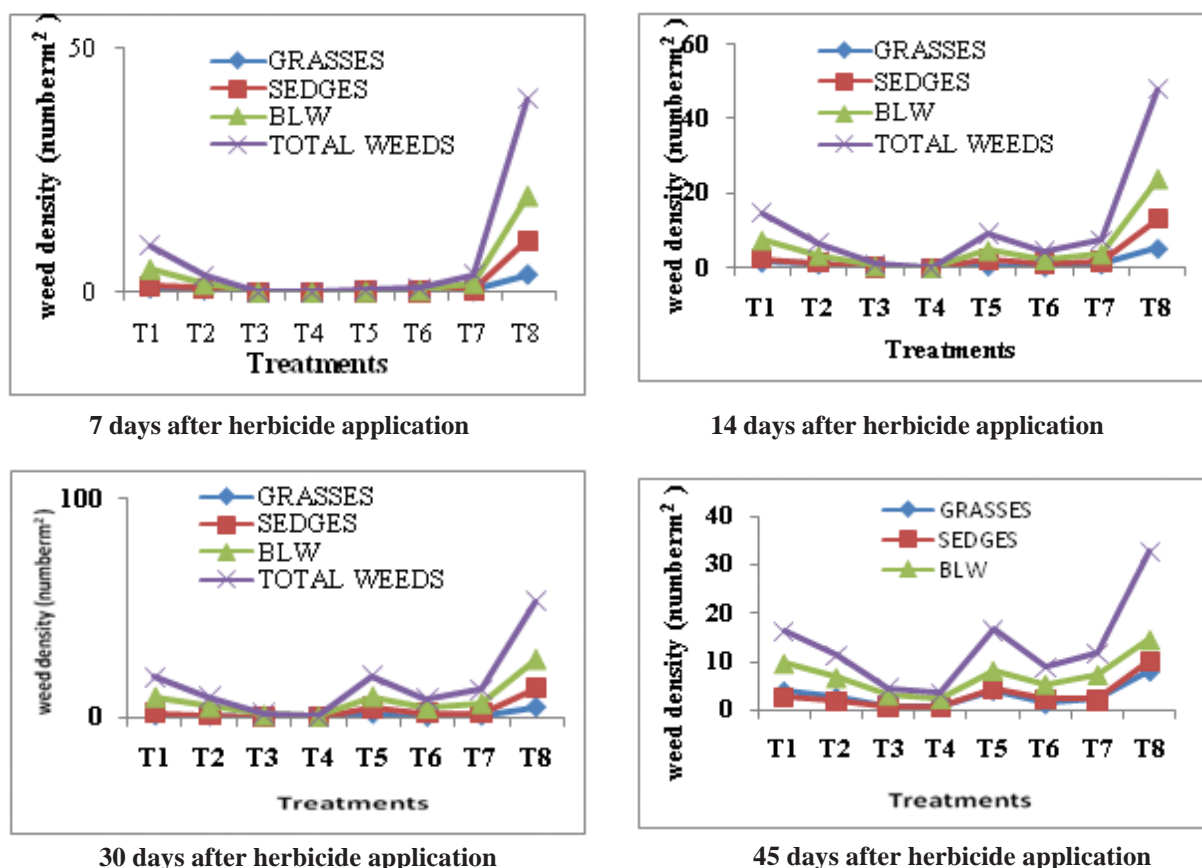 weed density (numberm²)
50
0
GRASSES
SEDGES
BLW
TOTAL WEEDS
T1 T2 T3 T4 T5 T6 T7 T8
Treatments
7 days after herbicide application
weed density (numberm²)
60
40
20
0
GRASSES
SEDGES
BLW
TOTAL WEEDS
T1 T2 T3 T4 T5 T6 T7 T8
Treatments
14 days after herbicide application
weed density (numberm²)
100
0
GRASSES
SEDGES
BLW
TOTAL WEEDS
T1 T2 T3 T4 T5 T6 T7 T8
Treatments
30 days after herbicide application
weed density (numberm²)
40
30
20
10
0
GRASSES
SEDGES
BLW
T1 T2 T3 T4 T5 T6 T7 T8
Treatments
45 days after herbicide application